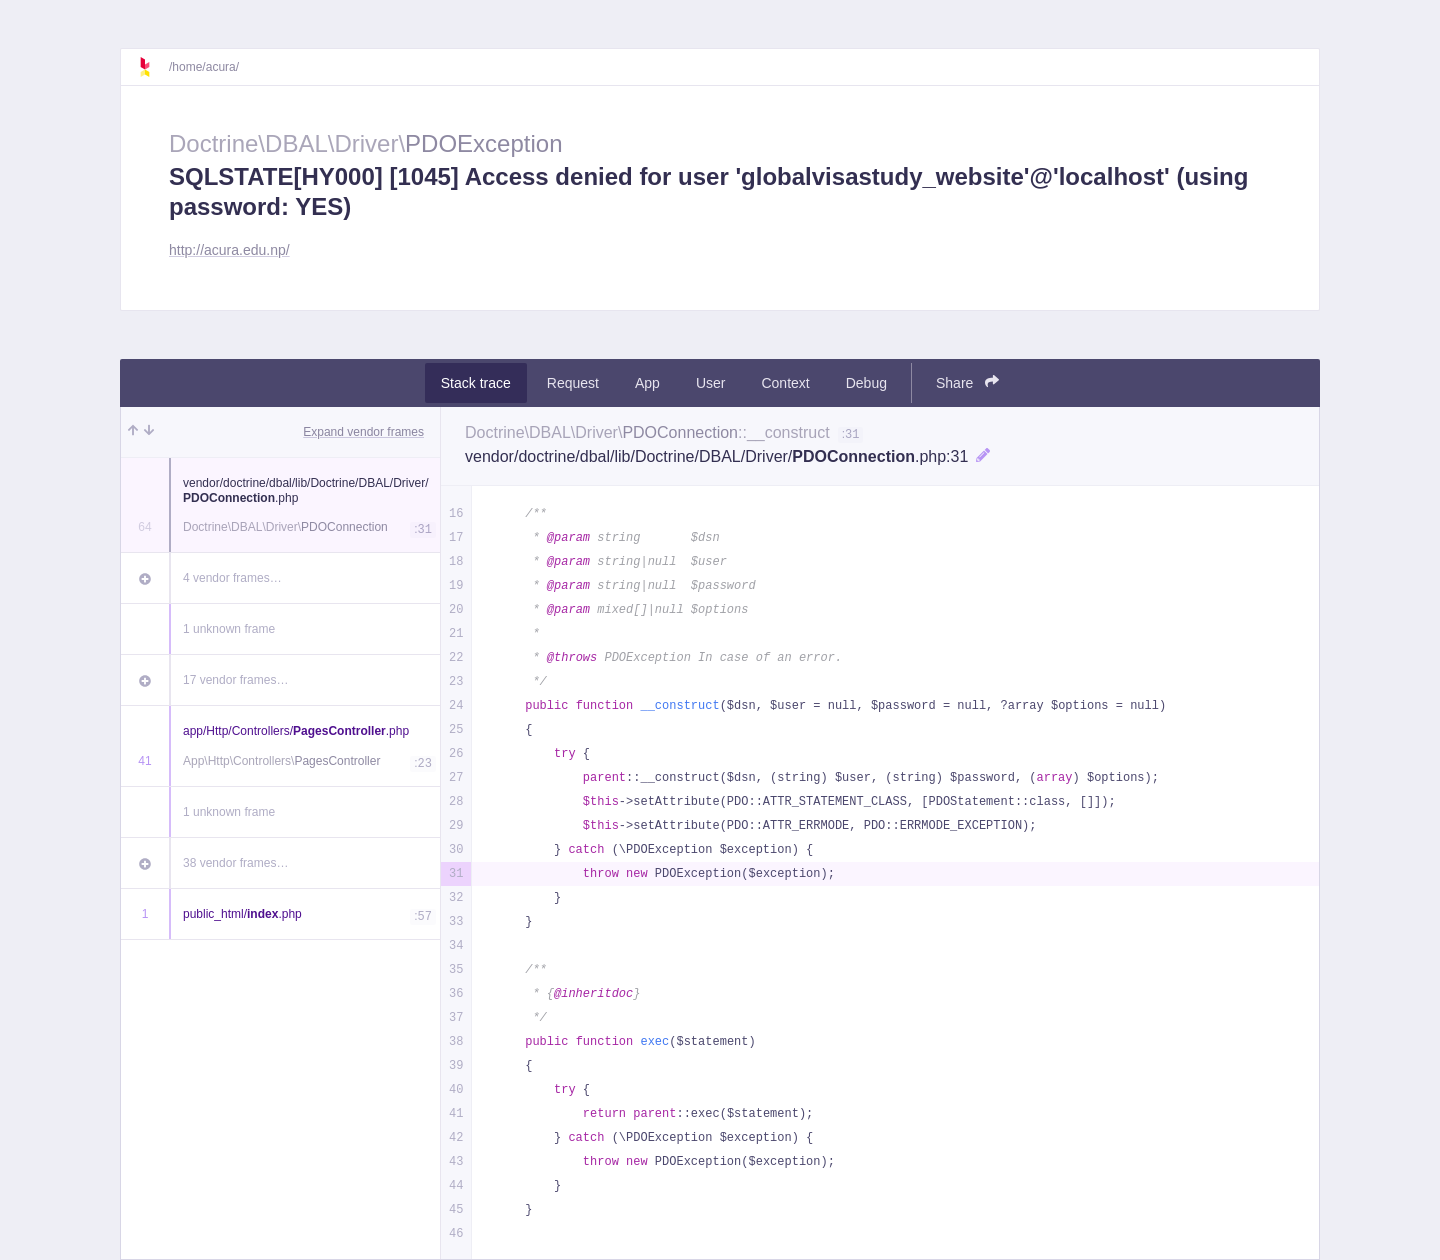 /home/acura/
Doctrine\DBAL\Driver\PDOException
SQLSTATE[HY000] [1045] Access denied for user 'globalvisastudy_website'@'localhost' (using
password: YES)
http://acura.edu.np/
Stack trace Request App User Context Debug Share
Expand vendor frames
vendor/doctrine/dbal/lib/Doctrine/DBAL/Driver/
PDOConnection.php
64 Doctrine\DBAL\Driver\PDOConnection :31
4 vendor frames…
1 unknown frame
17 vendor frames…
app/Http/Controllers/PagesController.php
41 App\Http\Controllers\PagesController :23
1 unknown frame
38 vendor frames…
1 public_html/index.php :57
Doctrine\DBAL\Driver\PDOConnection::__construct :31
vendor/doctrine/dbal/lib/Doctrine/DBAL/Driver/PDOConnection.php:31
16 /**
17 * @param string       $dsn
18 * @param string|null  $user
19 * @param string|null  $password
20 * @param mixed[]|null $options
21 *
22 * @throws PDOException In case of an error.
23 */
24 public function __construct($dsn, $user = null, $password = null, ?array $options = null)
25 {
26 try {
27 parent::__construct($dsn, (string) $user, (string) $password, (array) $options);
28 $this->setAttribute(PDO::ATTR_STATEMENT_CLASS, [PDOStatement::class, []]);
29 $this->setAttribute(PDO::ATTR_ERRMODE, PDO::ERRMODE_EXCEPTION);
30 } catch (\PDOException $exception) {
31 throw new PDOException($exception);
32 }
33 }
34
35 /**
36 * {@inheritdoc}
37 */
38 public function exec($statement)
39 {
40 try {
41 return parent::exec($statement);
42 } catch (\PDOException $exception) {
43 throw new PDOException($exception);
44 }
45 }
46